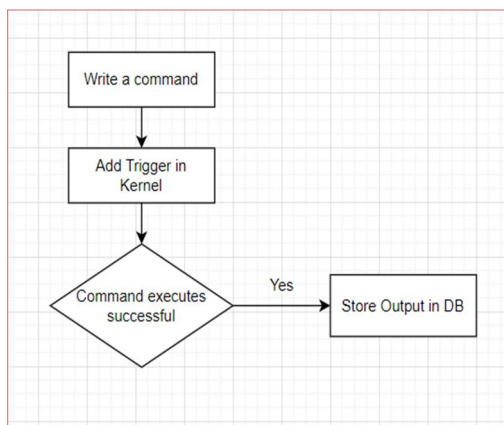 Write a command
Add Trigger in
Kernel
Command executes
successful
Yes
Store Output in DB